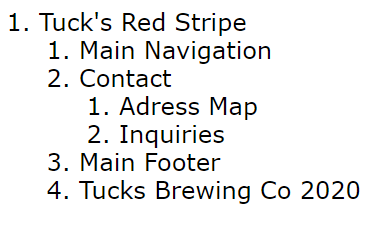 1. Tuck's Red Stripe
1. Main Navigation
2. Contact
1. Adress Map
2. Inquiries
3. Main Footer
4. Tucks Brewing Co 2020